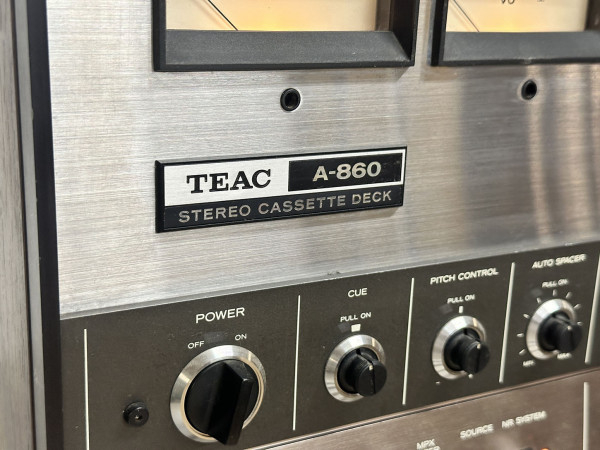 VU
TEAC A-860
STEREO CASSETTE DECK
POWER
OFF ON
CUE
PULL ON
PITCH CONTROL
PULL ON
AUTO SPACER
PULL ON
MPX
SOURCE
NR SYSTEM